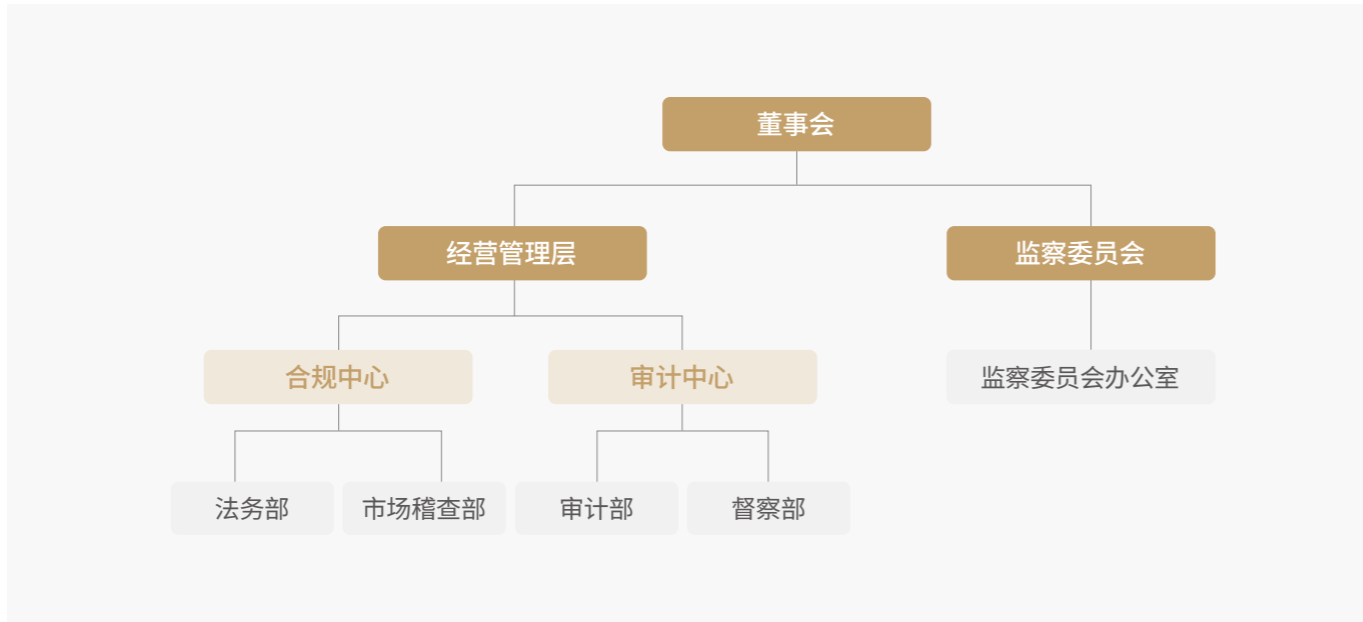 董事会
经营管理层
监察委员会
合规中心
审计中心
监察委员会办公室
法务部
市场稽查部
审计部
督察部